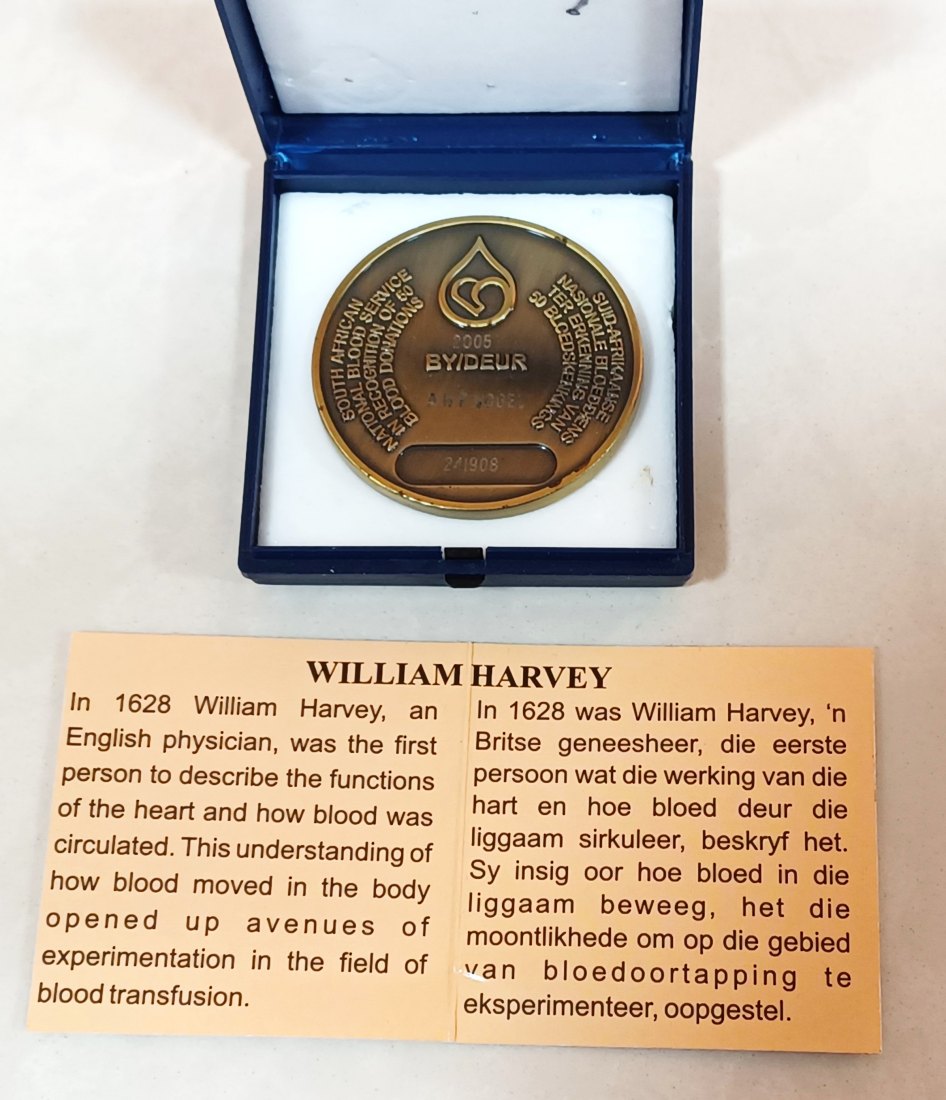 SOUTH AFRICAN
NATIONAL BLOOD SERVICE
IN RECOGNITION OF 50
BLOOD DONATIONS
2005
BY/DEUR
241908
SUID-AFRIKAANSE
NASIONALE BLOEDDIENS
TER ERKENNING VAN
50 BLOEDSKENKINGS
WILLIAM HARVEY
In 1628 William Harvey, an
English physician, was the first
person to describe the functions
of the heart and how blood was
circulated. This understanding of
how blood moved in the body
opened up avenues of
experimentation in the field of
blood transfusion.
In 1628 was William Harvey, ‘n
Britse geneesheer, die eerste
persoon wat die werking van die
hart en hoe bloed deur die
liggaam sirkuleer, beskryf het.
Sy insig oor hoe bloed in die
liggaam beweeg, het die
moontlikhede om op die gebied
van bloedoortapping te
eksperimenteer, oopgestel.